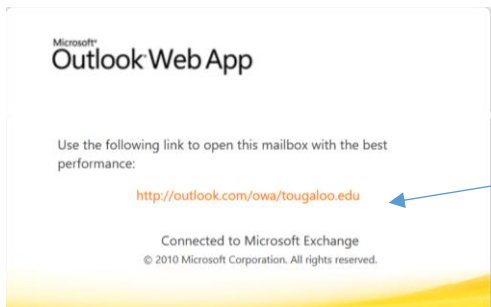 Microsoft®
Outlook Web App
Use the following link to open this mailbox with the best
performance:
http://outlook.com/owa/tougaloo.edu
Connected to Microsoft Exchange
© 2010 Microsoft Corporation. All rights reserved.